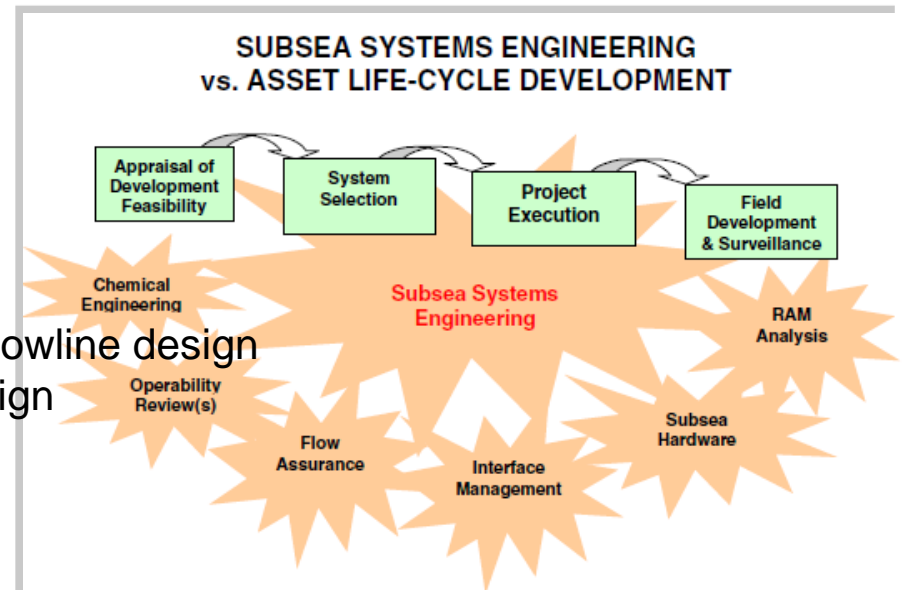 SUBSEA SYSTEMS ENGINEERING
vs. ASSET LIFE-CYCLE DEVELOPMENT
Appraisal of
Development
Feasibility
System
Selection
Project
Execution
Field
Development
& Surveillance
Chemical
Engineering
Subsea Systems
Engineering
RAM
Analysis
owline design
ign
Operability
Review(s)
Flow
Assurance
Interface
Management
Subsea
Hardware